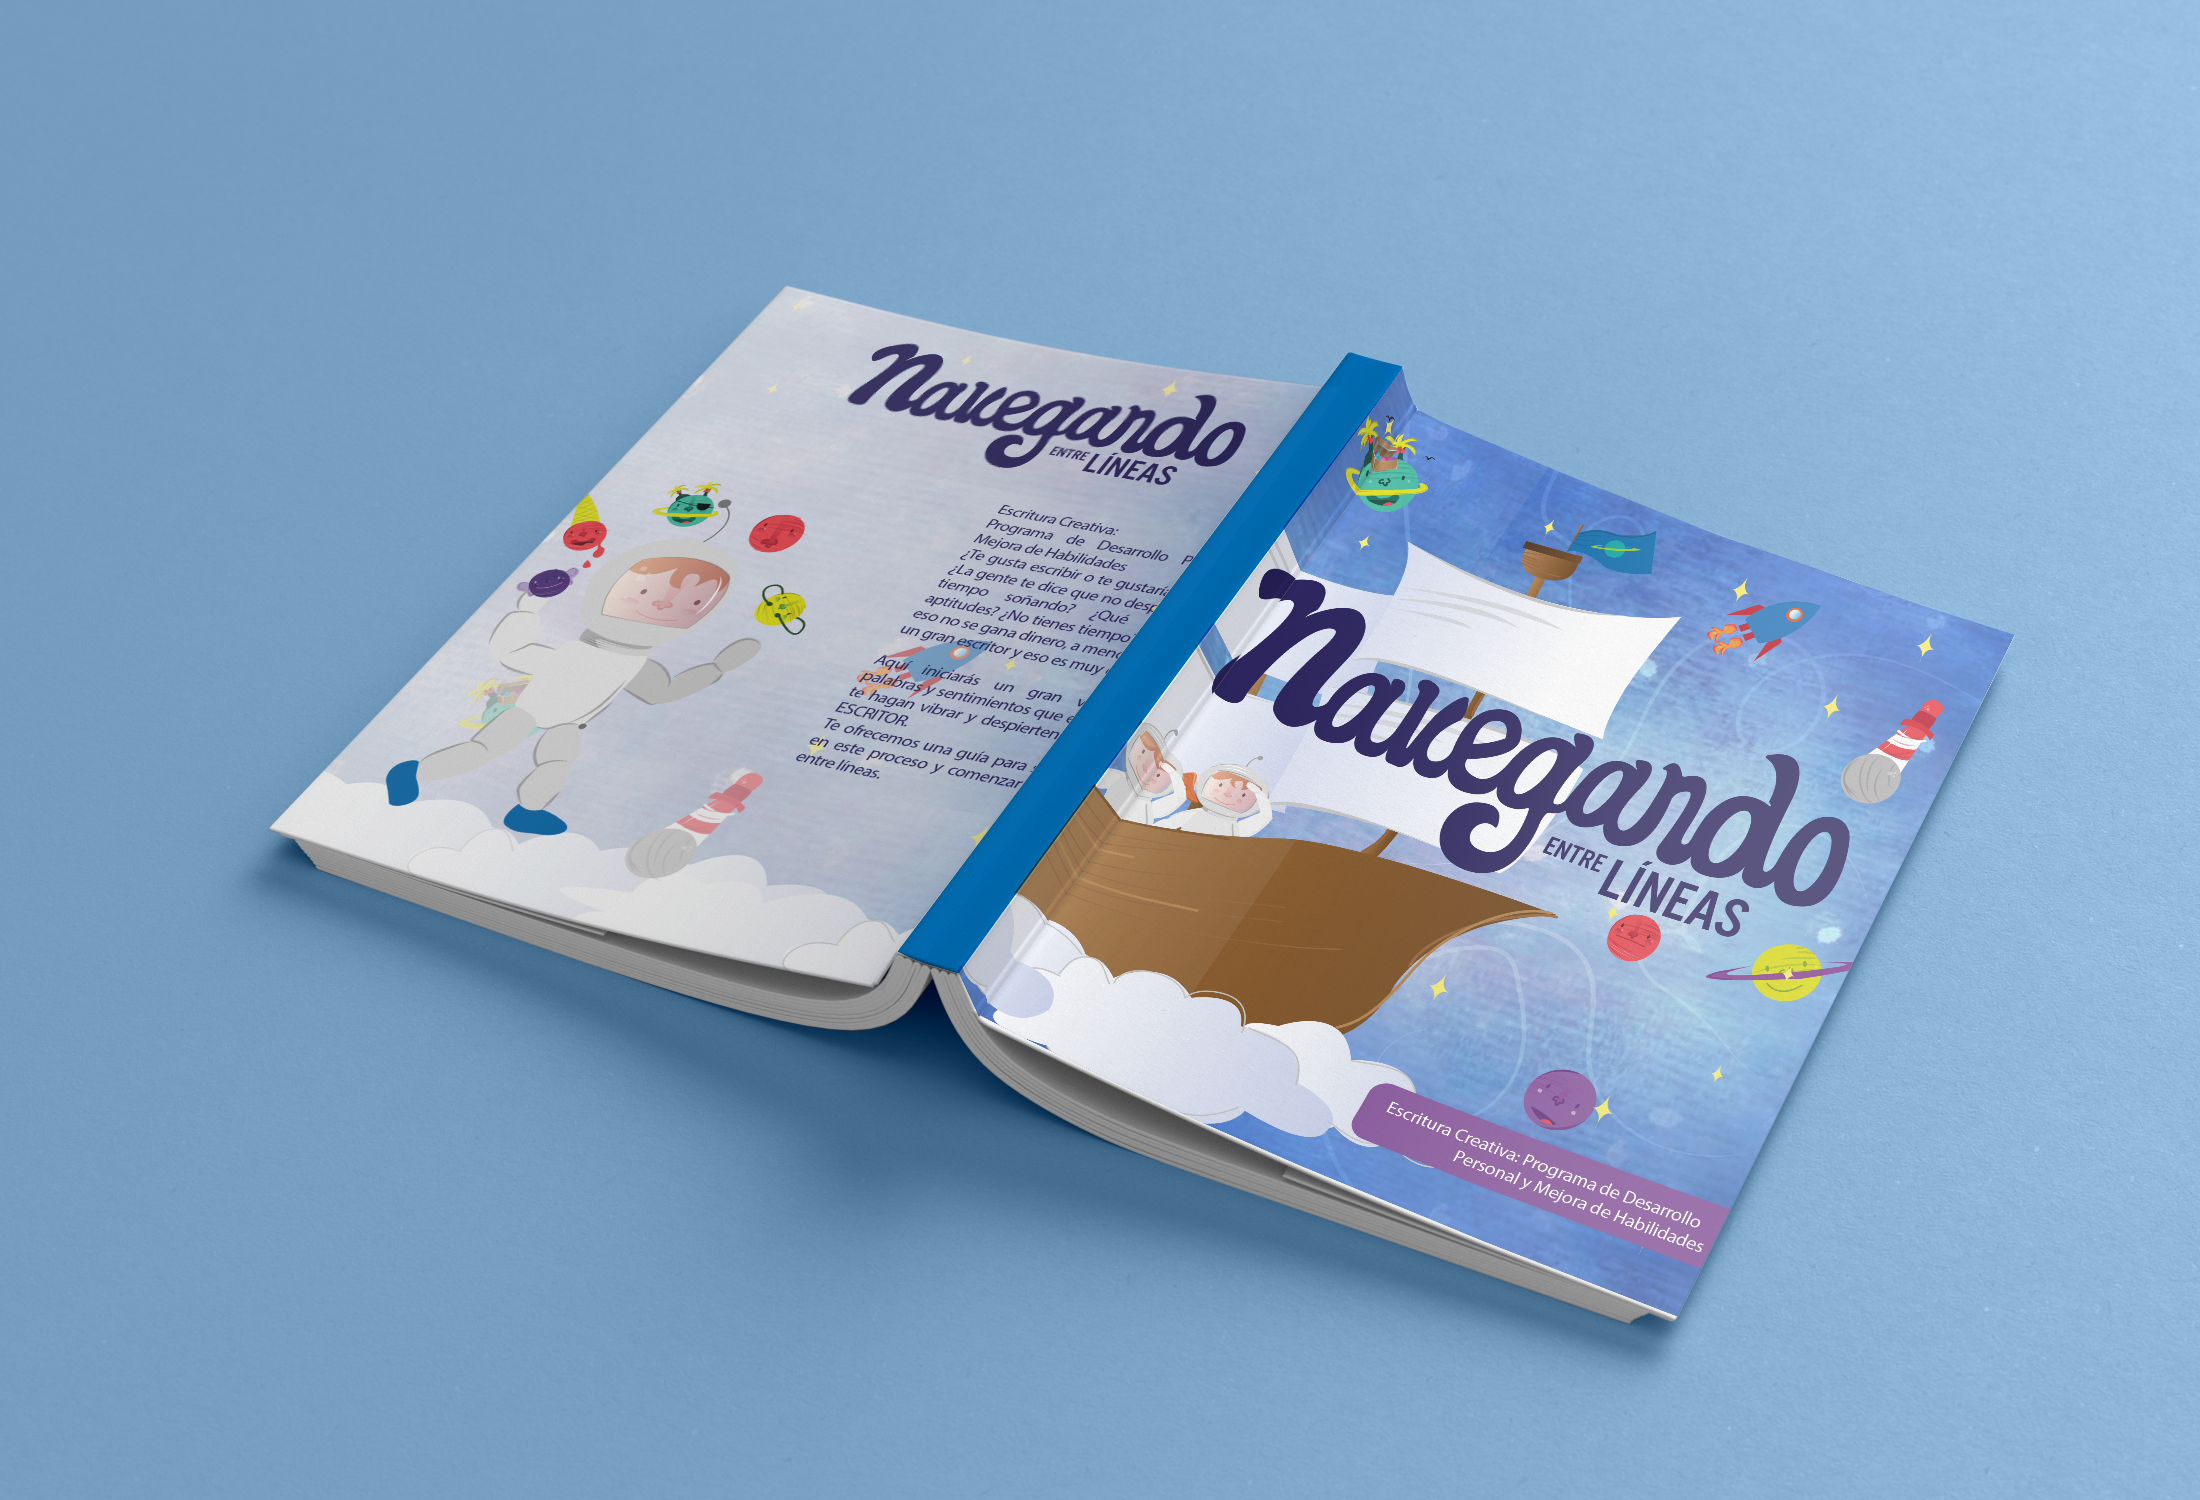 Navegando
ENTRE LÍNEAS
Escritura Creativa:
Programa de Desarrollo
Mejora de Habilidades
¿Te gusta escribir o te gustaría
¿La gente te dice que no
tiempo soñando? ¿Qué
aptitudes? ¿No tienes tiempo?
eso no se gana dinero, a
un gran escritor y eso es muy
Aquí iniciarás un gran
palabras y sentimientos que
te hagan vibrar y despierten
ESCRITOR.
Te ofrecemos una guía para
en este proceso y comenzar
entre líneas.
Navegando
ENTRE LÍNEAS
Escritura Creativa: Programa de Desarrollo
Personal y Mejora de Habilidades